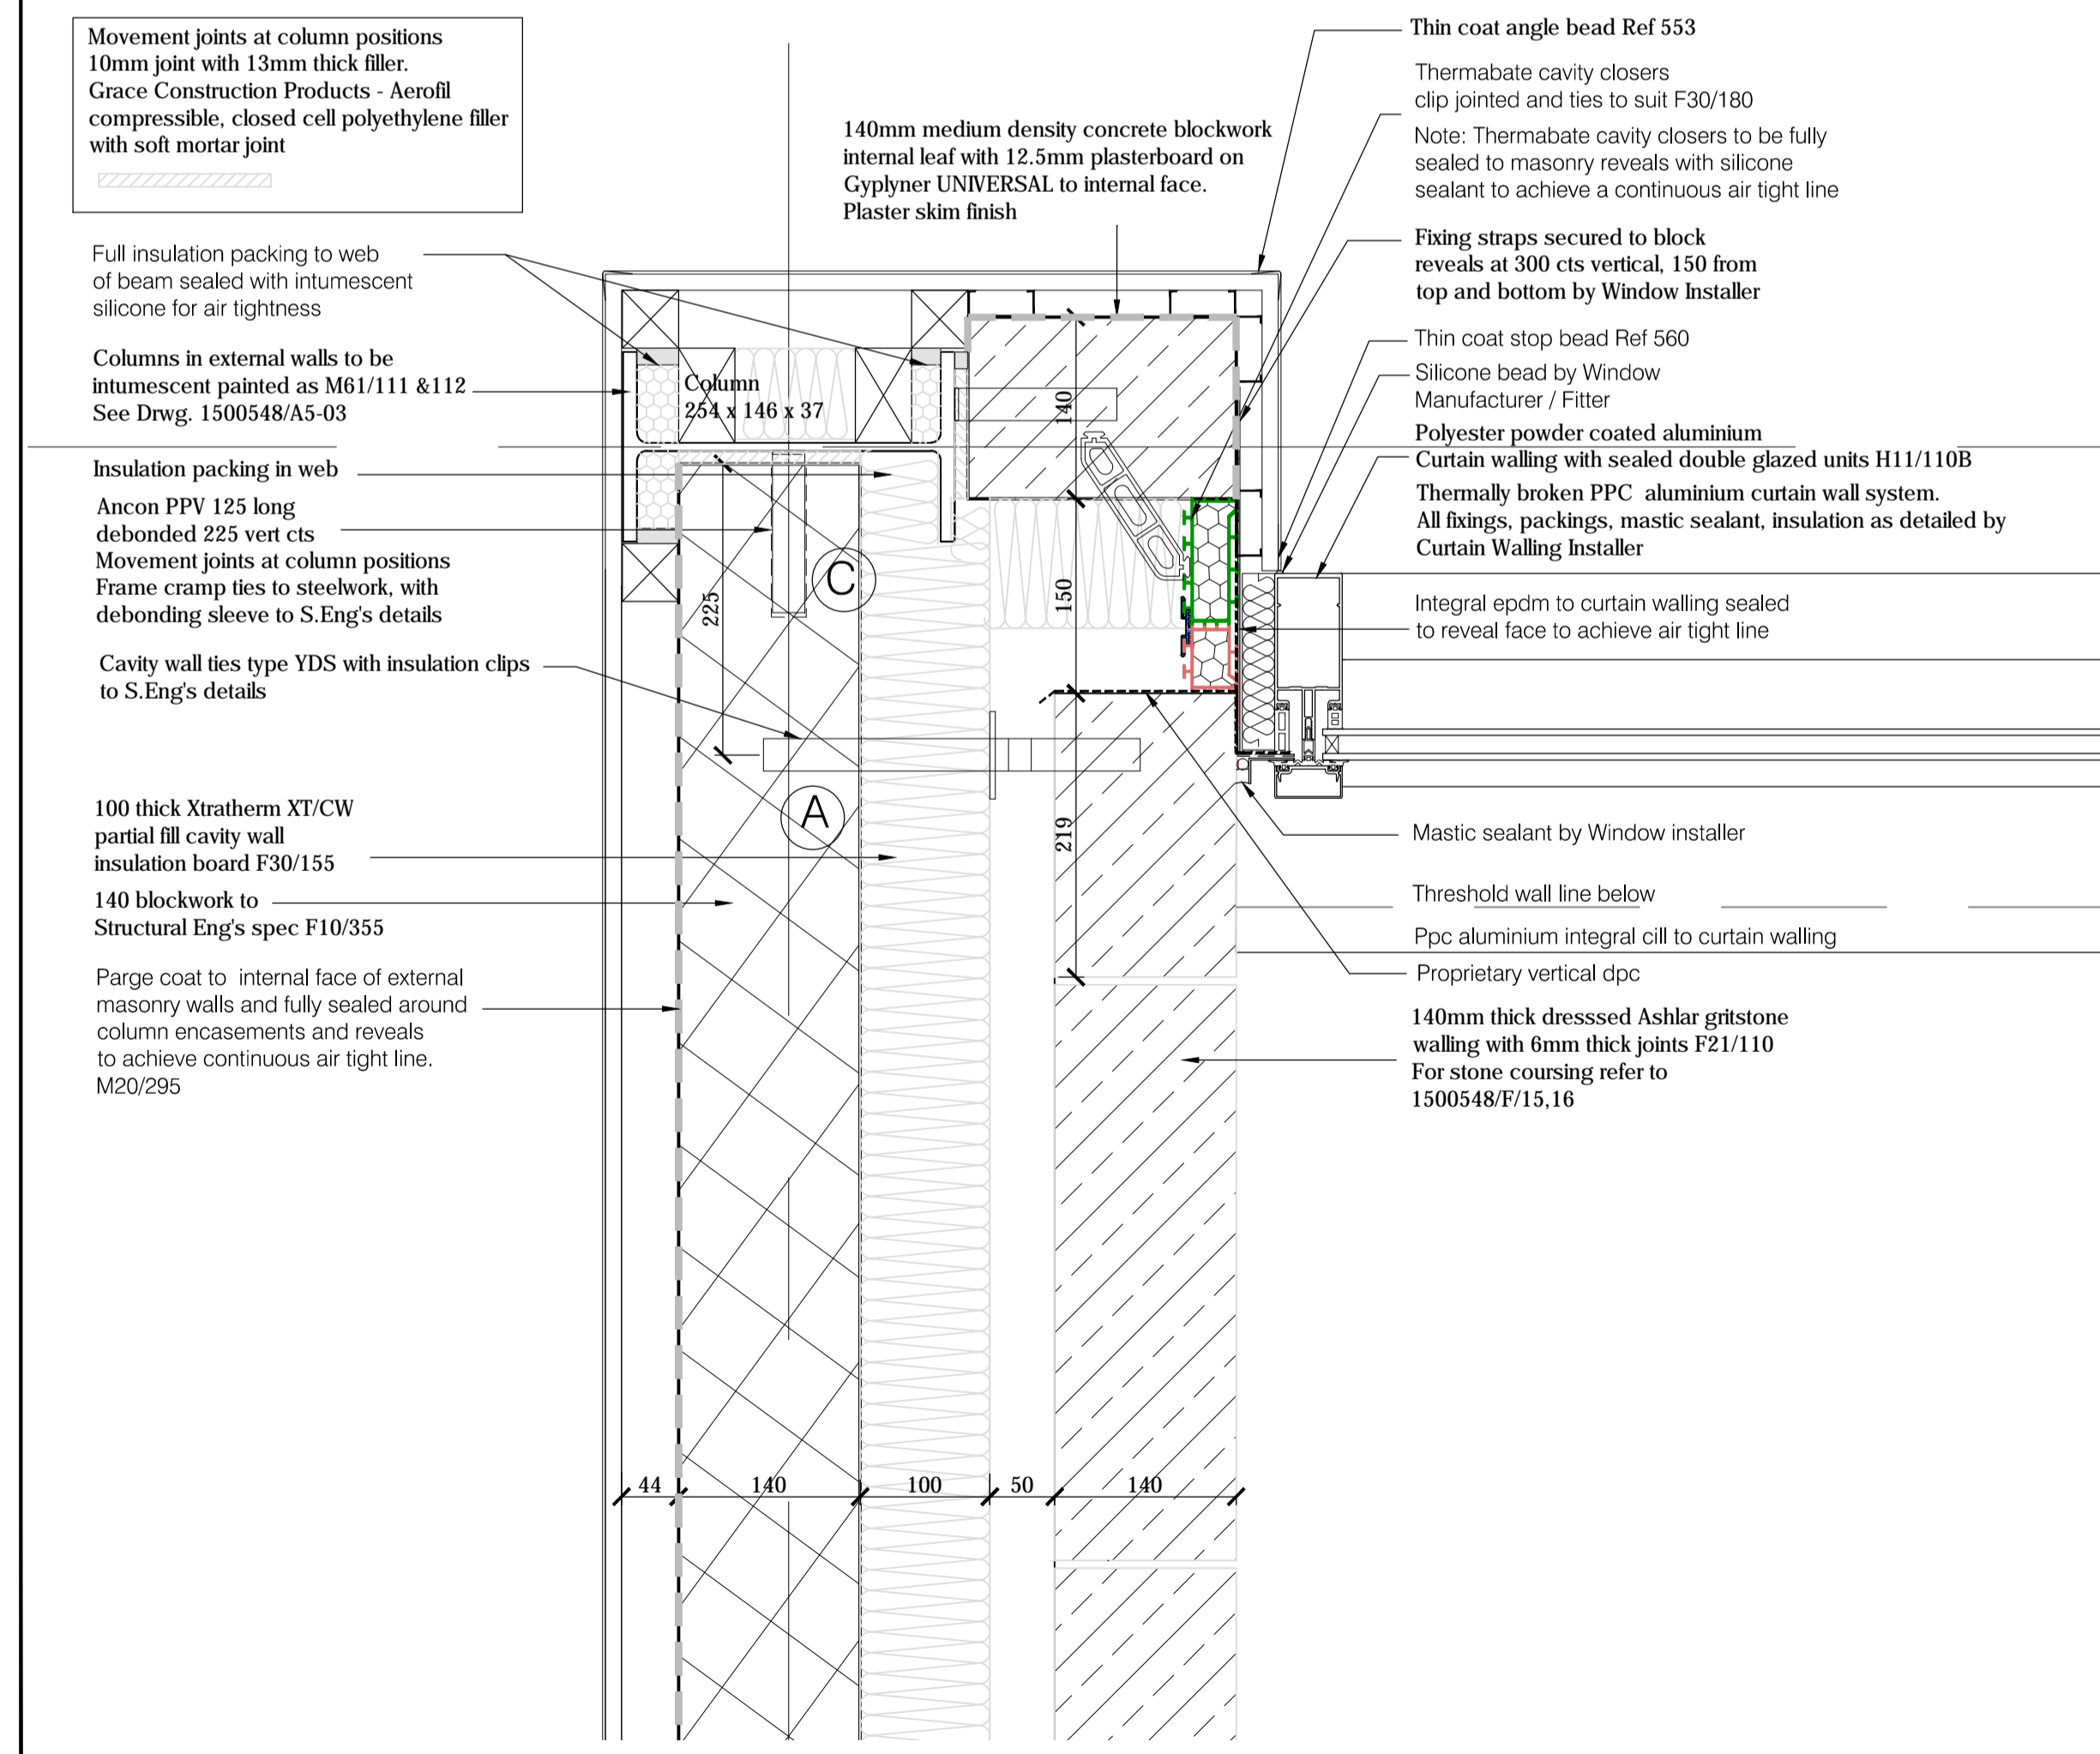 Movement joints at column positions
10mm joint with 13mm thick filler.
Grace Construction Products - Aerofil
compressible, closed cell polyethylene filler
with soft mortar joint
Full insulation packing to web
of beam sealed with intumescent
silicone for air tightness
Columns in external walls to be
intumescent painted as M61/111 &112
See Drwg. 1500548/A5-03
Insulation packing in web
Ancon PPV 125 long
debonded 225 vert cts
Movement joints at column positions
Frame cramp ties to steelwork, with
debonding sleeve to S.Eng's details
Cavity wall ties type YDS with insulation clips
to S.Eng's details
100 thick Xtratherm XT/CW
partial fill cavity wall
insulation board F30/155
140 blockwork to
Structural Eng's spec F10/355
Parge coat to internal face of external
masonry walls and fully sealed around
column encasements and reveals
to achieve continuous air tight line.
M20/295
140mm medium density concrete blockwork
internal leaf with 12.5mm plasterboard on
Gyplyner UNIVERSAL to internal face.
Plaster skim finish
Column
254 x 146 x 37
140
C
150
225
A
219
44
140
100
50
140
Thin coat angle bead Ref 553
Thermabate cavity closers
clip jointed and ties to suit F30/180
Note: Thermabate cavity closers to be fully
sealed to masonry reveals with silicone
sealant to achieve a continuous air tight line
Fixing straps secured to block
reveals at 300 cts vertical, 150 from
top and bottom by Window Installer
Thin coat stop bead Ref 560
Silicone bead by Window
Manufacturer / Fitter
Polyester powder coated aluminium
Curtain walling with sealed double glazed units H11/110B
Thermally broken PPC aluminium curtain wall system.
All fixings, packings, mastic sealant, insulation as detailed by
Curtain Walling Installer
Integral epdm to curtain walling sealed
to reveal face to achieve air tight line
Mastic sealant by Window installer
Threshold wall line below
Ppc aluminium integral cill to curtain walling
Proprietary vertical dpc
140mm thick dresssed Ashlar gritstone
walling with 6mm thick joints F21/110
For stone coursing refer to
1500548/F/15,16